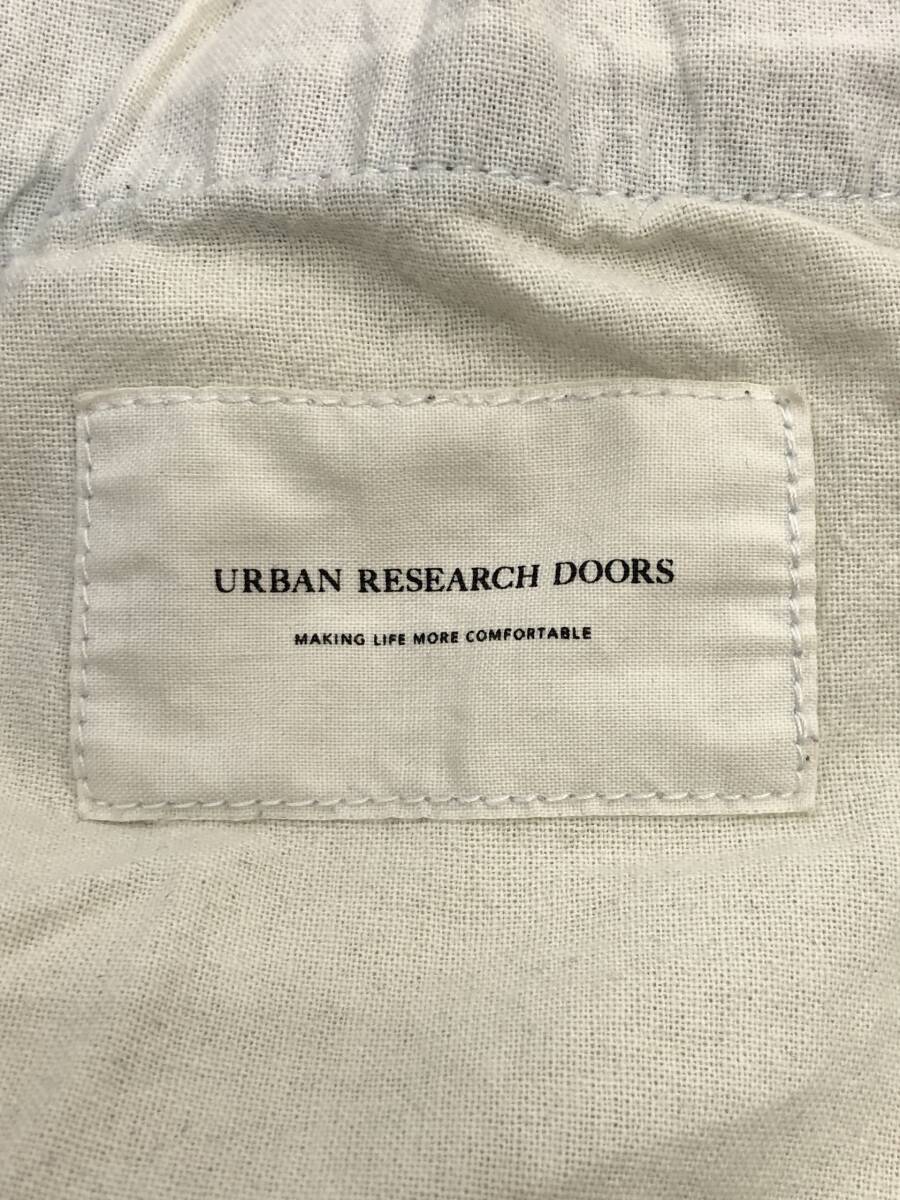 URBAN RESEARCH DOORS
MAKING LIFE MORE COMFORTABLE